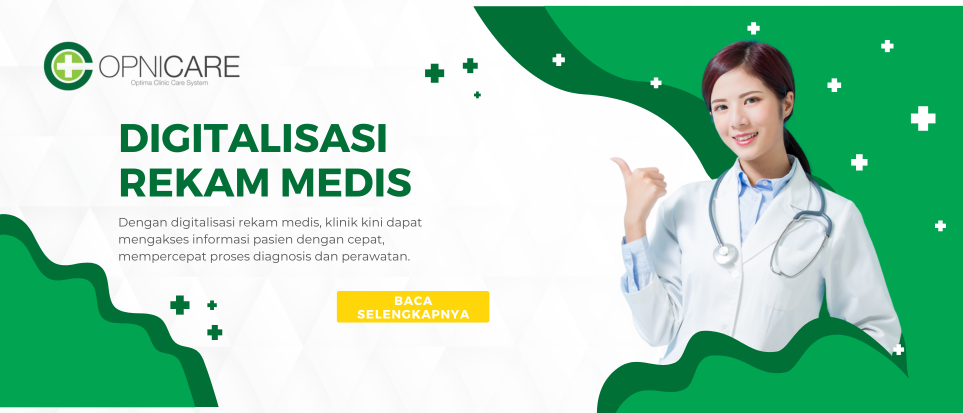 OPNICARE
Optima Clinic Care System
DIGITALISASI
REKAM MEDIS
Dengan digitalisasi rekam medis, klinik kini dapat
mengakses informasi pasien dengan cepat,
mempercepat proses diagnosis dan perawatan.
BACA
SELENGKAPNYA